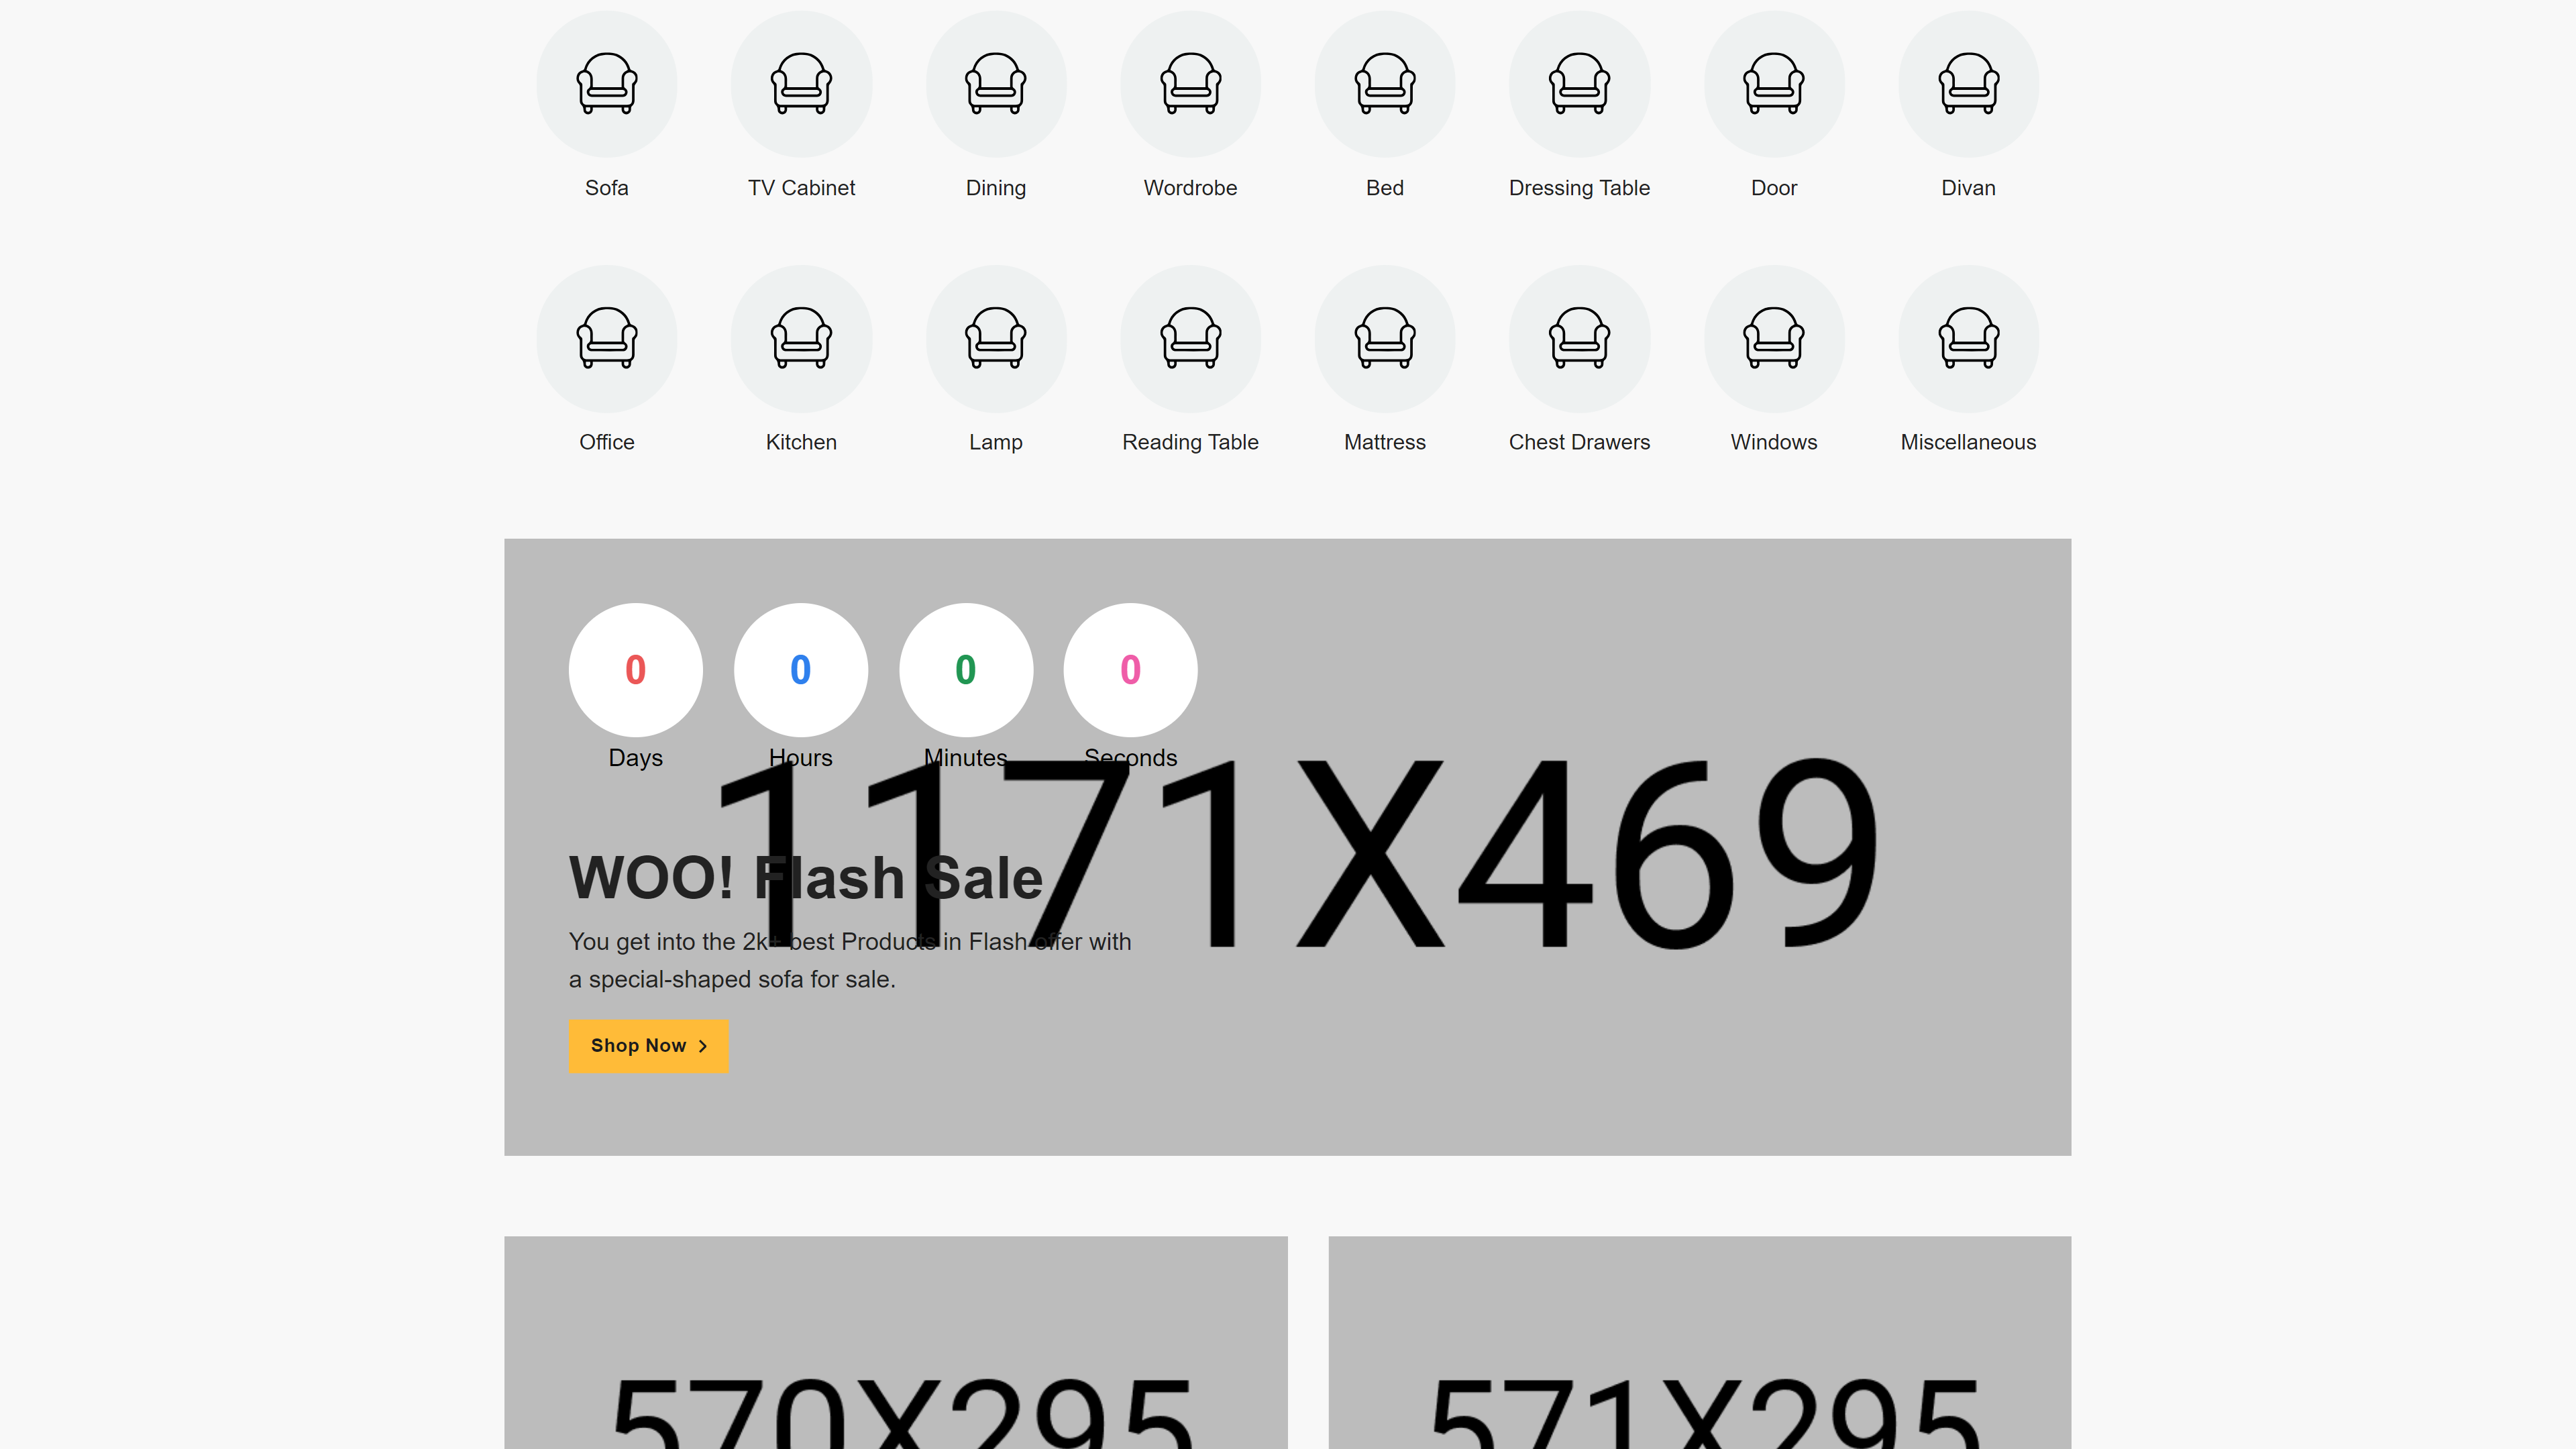 Sofa TV Cabinet Dining Wordrobe Bed Dressing Table Door Divan
Office Kitchen Lamp Reading Table Mattress Chest Drawers Windows Miscellaneous
0 0 0 0
Days Hours Minutes Seconds
1171X469
WOO! Flash Sale
You get into the 2k+ best Products in Flash offer with
a special-shaped sofa for sale.
Shop Now
570X295 571X295